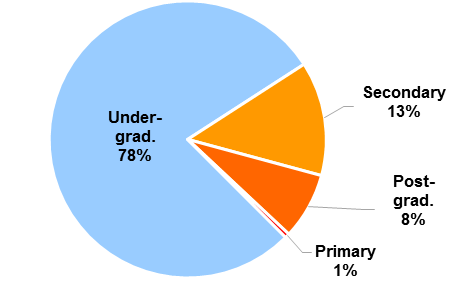 Under-
grad.
78%
Secondary
13%
Post-
grad.
8%
Primary
1%